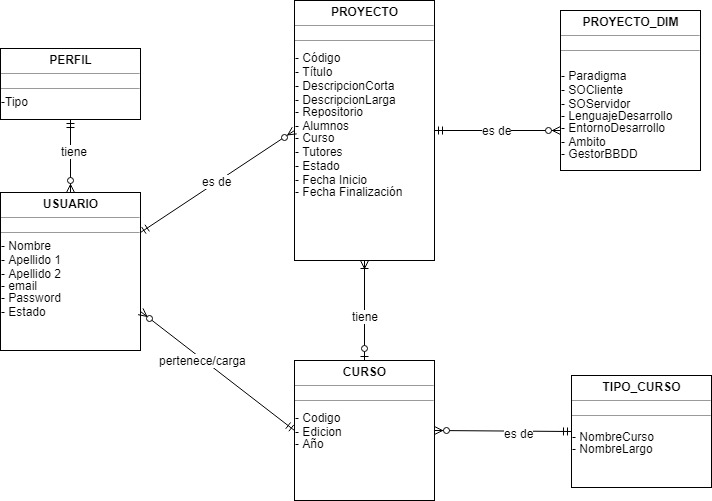 PROYECTO
- Código
- Título
- DescripcionCorta
- DescripcionLarga
- Repositorio
- Alumnos
- Curso
- Tutores
- Estado
- Fecha Inicio
- Fecha Finalización
PROYECTO_DIM
- Paradigma
- SOCliente
- SOServidor
- LenguajeDesarrollo
- EntornoDesarrollo
- Ambito
- GestorBBDD
PERFIL
-Tipo
tiene
es de
es de
USUARIO
- Nombre
- Apellido 1
- Apellido 2
- email
- Password
- Estado
tiene
pertenece/carga
CURSO
- Codigo
- Edicion
- Año
es de
TIPO_CURSO
- NombreCurso
- NombreLargo